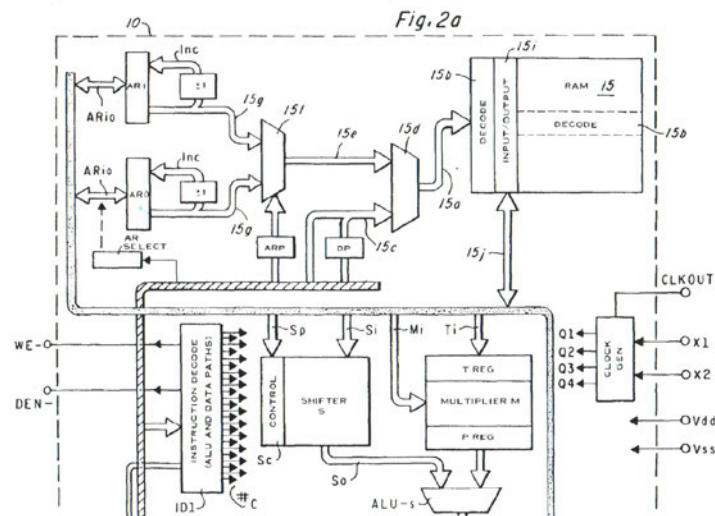 Fig. 2a
10
Inc
AR1
±1
ARio
15g
15f
15e
15d
15b
DECODE
INPUT/OUTPUT
15i
RAM 15
DECODE
15b
Inc
ARio
AR0
±1
15g
15c
15a
AR SELECT
ARP
DP
15j
CLKOUT
Sp
Si
Mi
Ti
WE-
DEN-
INSTRUCTION DECODE
(ALU AND DATA PATHS)
CONTROL
SHIFTER
S
T REG
MULTIPLIER M
P REG
Q1
Q2
Q3
Q4
CLOCK GEN
X1
X2
Vdd
Vss
Sc
So
ID1
#C
ALU-s